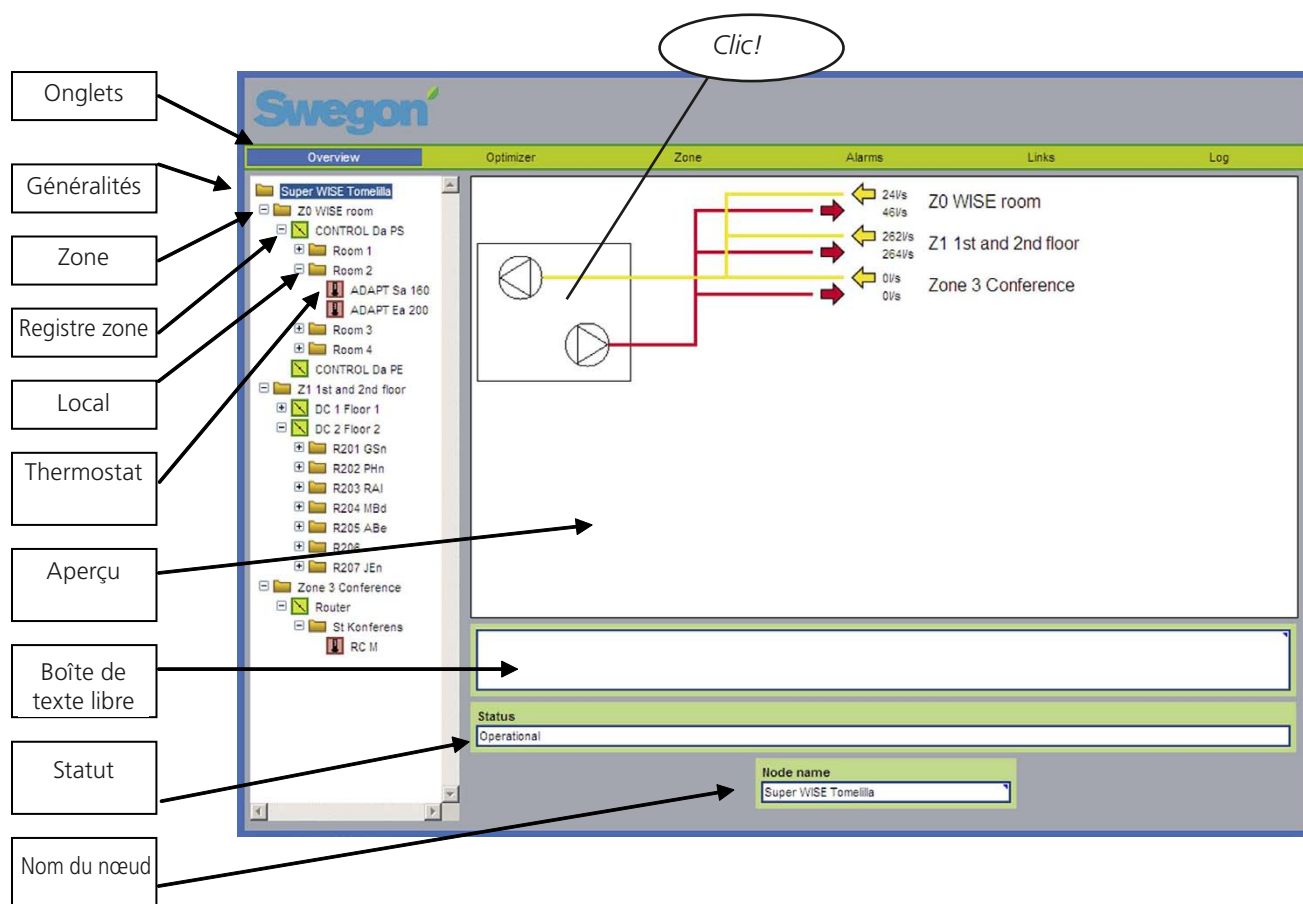 Clic!
Onglets
Généralités
Zone
Registre zone
Local
Thermostat
Aperçu
Boîte de
texte libre
Statut
Nom du nœud
Swegon
Overview Optimizer Zone Alarms Links Log
Super WISE Tomelilla
Z0 WISE room
CONTROL Da PS
Room 1
Room 2
ADAPT Sa 160
ADAPT Ea 200
Room 3
Room 4
CONTROL Da PE
Z1 1st and 2nd floor
DC 1 Floor 1
DC 2 Floor 2
R201 GSn
R202 PHn
R203 RAl
R204 MBd
R205 ABe
R206
R207 JEn
Zone 3 Conference
Router
St Konferens
RC M
24l/s
46l/s
Z0 WISE room
262l/s
264l/s
Z1 1st and 2nd floor
0l/s
0l/s
Zone 3 Conference
Status
Operational
Node name
Super WISE Tomelilla